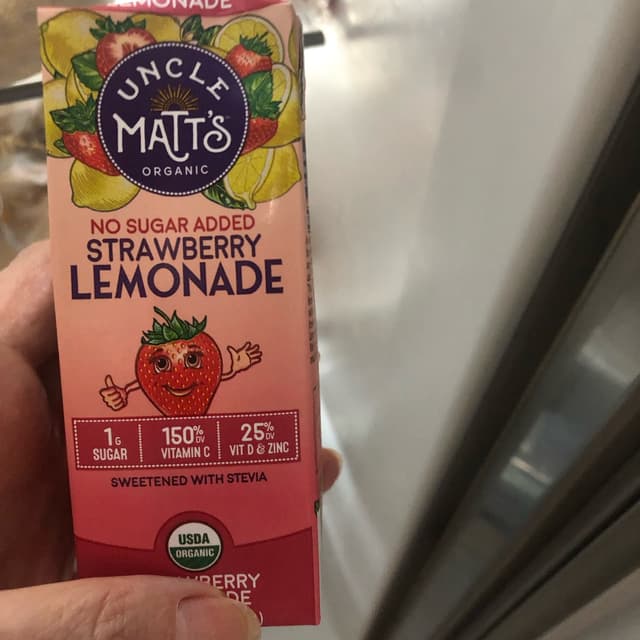 LEMONADE
UNCLE
MATT'S
ORGANIC
NO SUGAR ADDED
STRAWBERRY
LEMONADE
1G
SUGAR
150% DV
VITAMIN C
25% DV
VIT D & ZINC
SWEETENED WITH STEVIA
USDA
ORGANIC